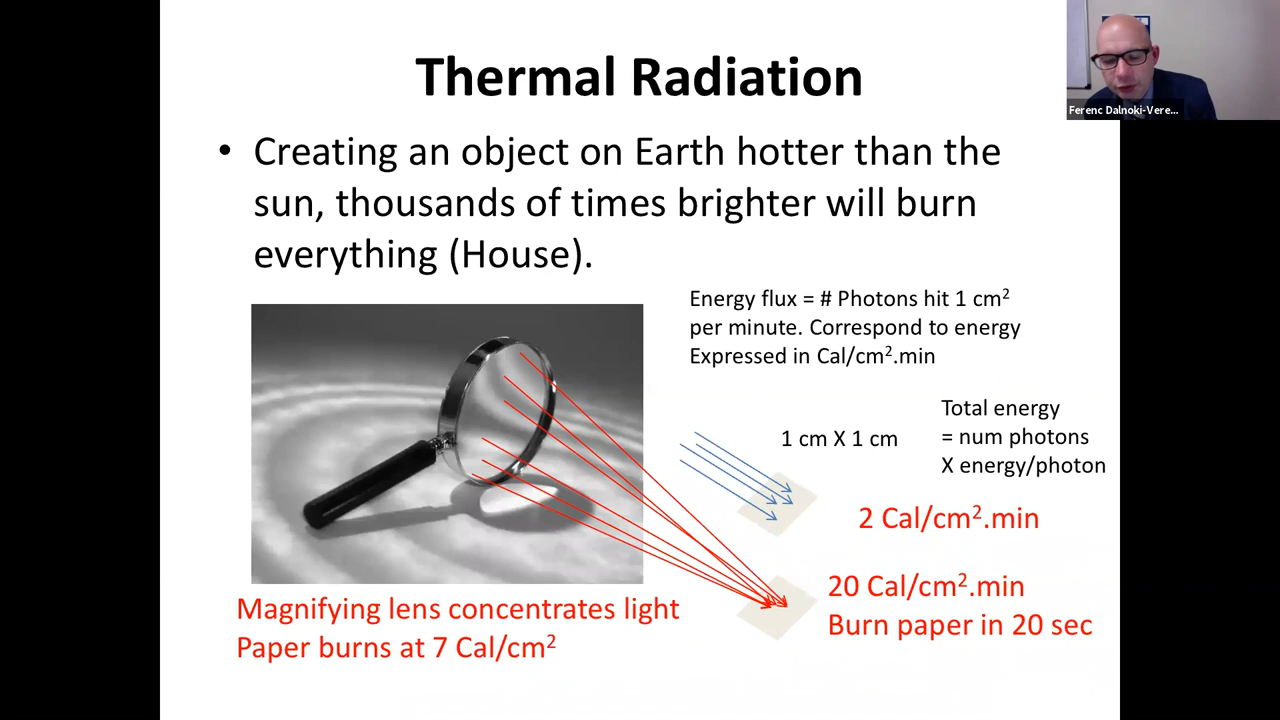 Thermal Radiation
• Creating an object on Earth hotter than the
sun, thousands of times brighter will burn
everything (House).
Energy flux = # Photons hit 1 cm²
per minute. Correspond to energy
Expressed in Cal/cm².min
1 cm X 1 cm
Total energy
= num photons
X energy/photon
2 Cal/cm².min
20 Cal/cm².min
Burn paper in 20 sec
Magnifying lens concentrates light
Paper burns at 7 Cal/cm²
Ferenc Dalnoki-Vere...